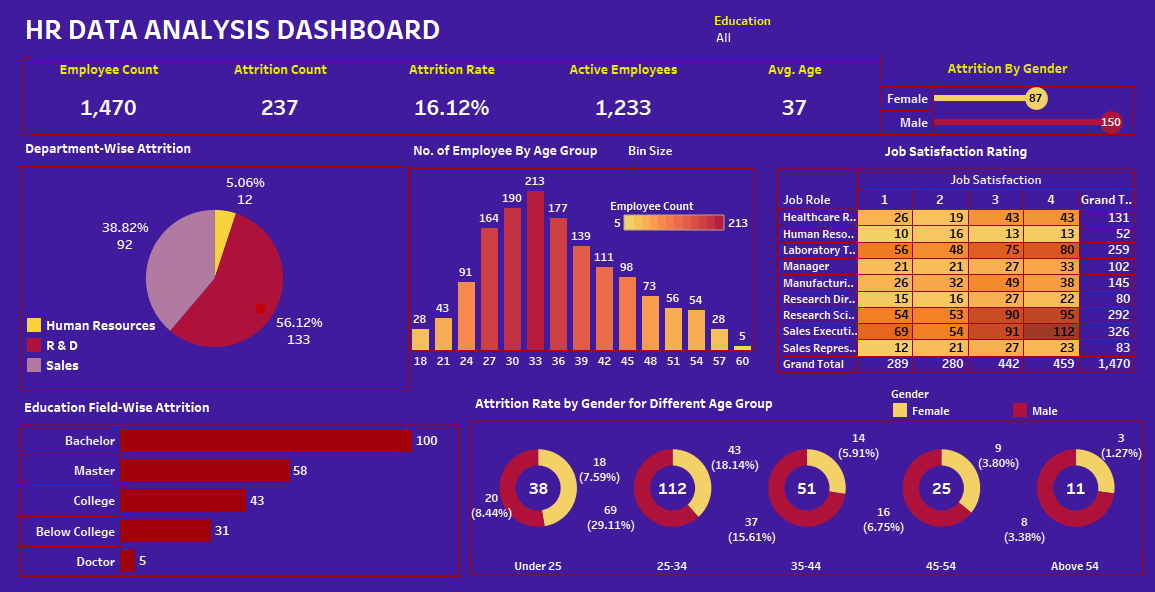 HR DATA ANALYSIS DASHBOARD
Education
All
Employee Count
Attrition Count
Attrition Rate
Active Employees
Avg. Age
1,470
237
16.12%
1,233
37
Attrition By Gender
Female 87
Male 150
Department-Wise Attrition
5.06%
12
38.82%
92
56.12%
133
Human Resources
R & D
Sales
No. of Employee By Age Group
Bin Size
Employee Count
5 213
28 43 91 164 190 213 177 139 111 98 73 56 54 28 5
18 21 24 27 30 33 36 39 42 45 48 51 54 57 60
Job Satisfaction Rating
Job Satisfaction
Job Role 1 2 3 4 Grand T..
Healthcare R.. 26 19 43 43 131
Human Reso.. 10 16 13 13 52
Laboratory T.. 56 48 75 80 259
Manager 21 21 27 33 102
Manufacturi.. 26 32 49 38 145
Research Dir.. 15 16 27 22 80
Research Sci.. 54 53 90 95 292
Sales Executi.. 69 54 91 112 326
Sales Repres.. 12 21 27 23 83
Grand Total 289 280 442 459 1,470
Education Field-Wise Attrition
Bachelor 100
Master 58
College 43
Below College 31
Doctor 5
Attrition Rate by Gender for Different Age Group
Gender
Female Male
38
18
(7.59%)
20
(8.44%)
Under 25
112
43
(18.14%)
69
(29.11%)
25-34
51
14
(5.91%)
37
(15.61%)
35-44
25
9
(3.80%)
16
(6.75%)
45-54
11
3
(1.27%)
8
(3.38%)
Above 54